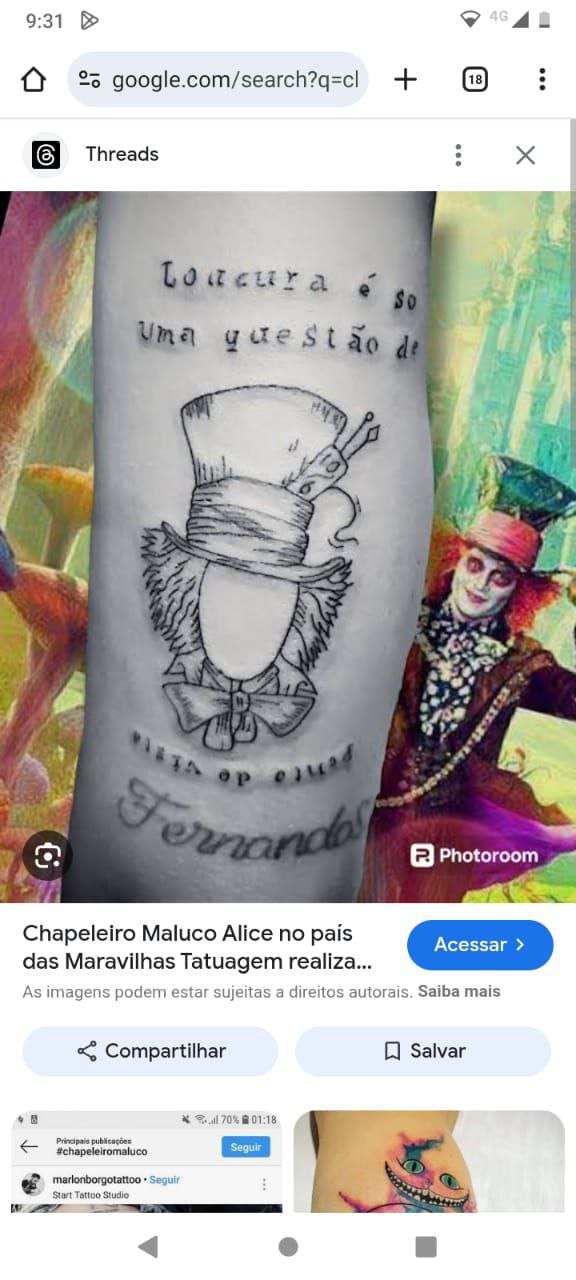 9:31
4G
google.com/search?q=cl
18
Threads
Loucura é so
uma questão de
ponto de vista
Fernandos
Photoroom
Chapeleiro Maluco Alice no país
das Maravilhas Tatuagem realiza...
Acessar
As imagens podem estar sujeitas a direitos autorais. Saiba mais
Compartilhar
Salvar
70% 01:18
Principais publicações
#chapeleiromaluco
Seguir
marlonborgotattoo • Seguir
Start Tattoo Studio